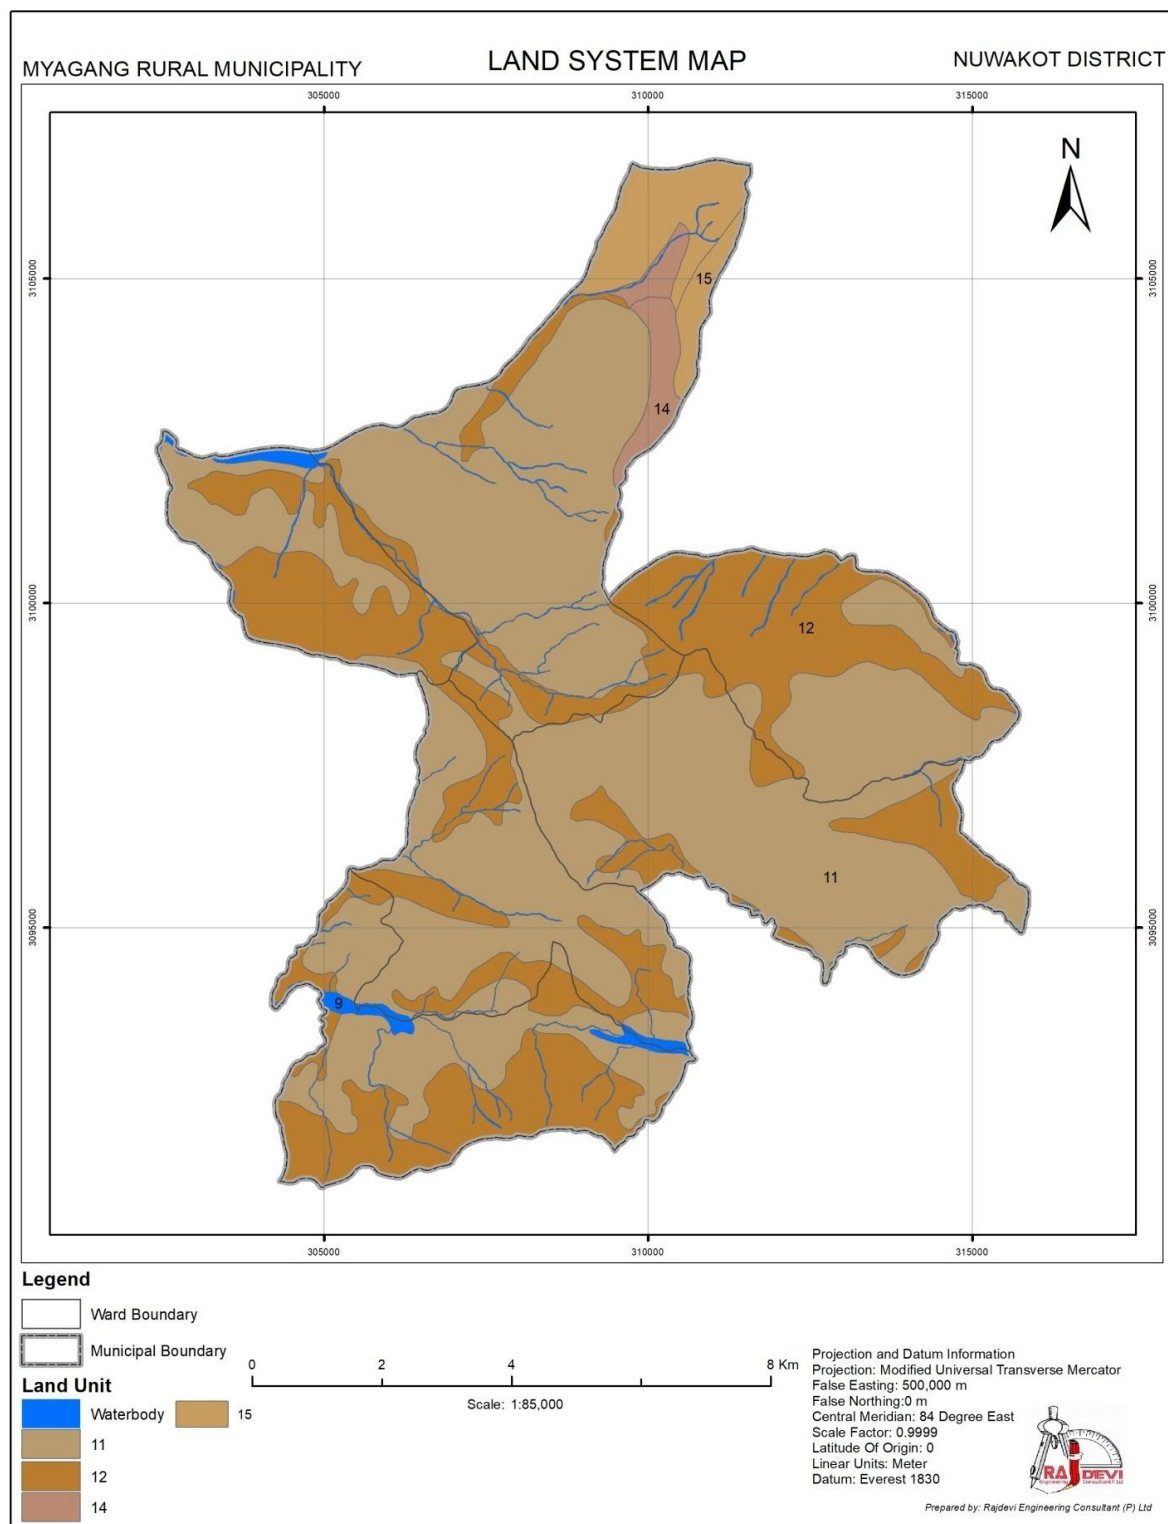 MYAGANG RURAL MUNICIPALITY
LAND SYSTEM MAP
NUWAKOT DISTRICT
305000
310000
315000
N
3105000
3105000
15
14
3100000
3100000
12
11
3095000
3095000
9
305000
310000
315000
Legend
Ward Boundary
Municipal Boundary
Land Unit
Waterbody
15
11
12
14
0
2
4
8 Km
Scale: 1:85,000
Projection and Datum Information
Projection: Modified Universal Transverse Mercator
False Easting: 500,000 m
False Northing:0 m
Central Meridian: 84 Degree East
Scale Factor: 0.9999
Latitude Of Origin: 0
Linear Units: Meter
Datum: Everest 1830
RAJDEVI
Engineering Consultant P. Ltd
Prepared by: Rajdevi Engineering Consultant (P) Ltd